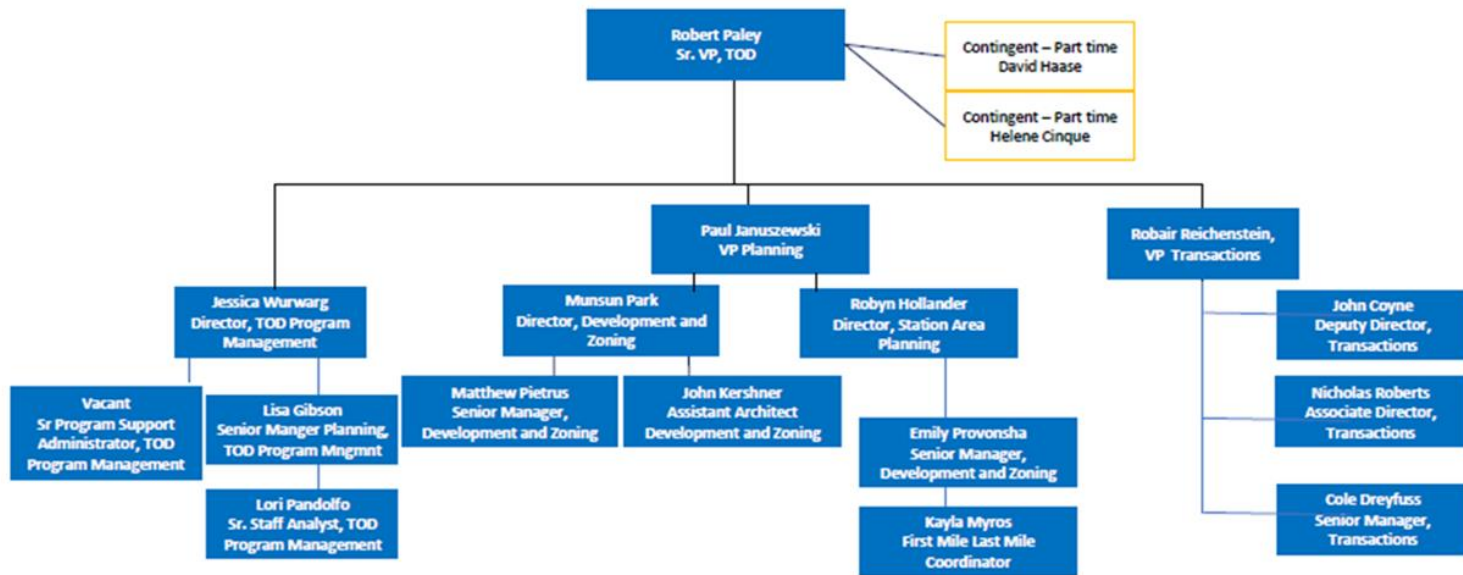 Robert Paley
Sr. VP, TOD
Contingent – Part time
David Haase
Contingent – Part time
Helene Cinque
Paul Januszewski
VP Planning
Robair Reichenstein,
VP Transactions
Jessica Wurwarg
Director, TOD Program
Management
Munsun Park
Director, Development and
Zoning
Robyn Hollander
Director, Station Area
Planning
John Coyne
Deputy Director,
Transactions
Vacant
Sr Program Support
Administrator, TOD
Program Management
Lisa Gibson
Senior Manger Planning,
TOD Program Mngmnt
Matthew Pietrus
Senior Manager,
Development and Zoning
John Kershner
Assistant Architect
Development and Zoning
Nicholas Roberts
Associate Director,
Transactions
Emily Provonsha
Senior Manager,
Development and Zoning
Lori Pandolfo
Sr. Staff Analyst, TOD
Program Management
Kayla Myros
First Mile Last Mile
Coordinator
Cole Dreyfuss
Senior Manager,
Transactions